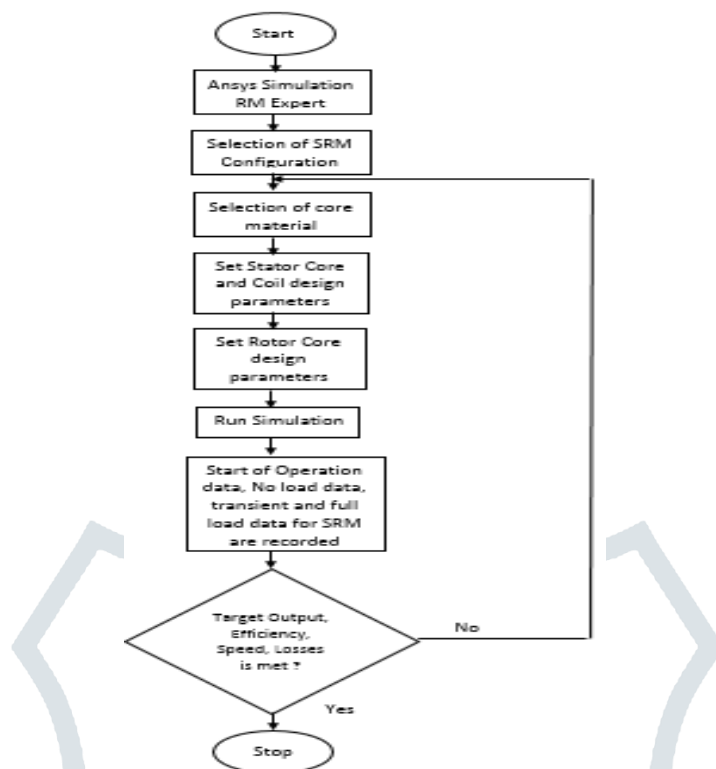 Start
Ansys Simulation
RM Expert
Selection of SRM
Configuration
Selection of core
material
Set Stator Core
and Coil design
parameters
Set Rotor Core
design
parameters
Run Simulation
Start of Operation
data, No load data,
transient and full
load data for SRM
are recorded
Target Output,
Efficiency,
Speed, Losses
is met ?
No
Yes
Stop